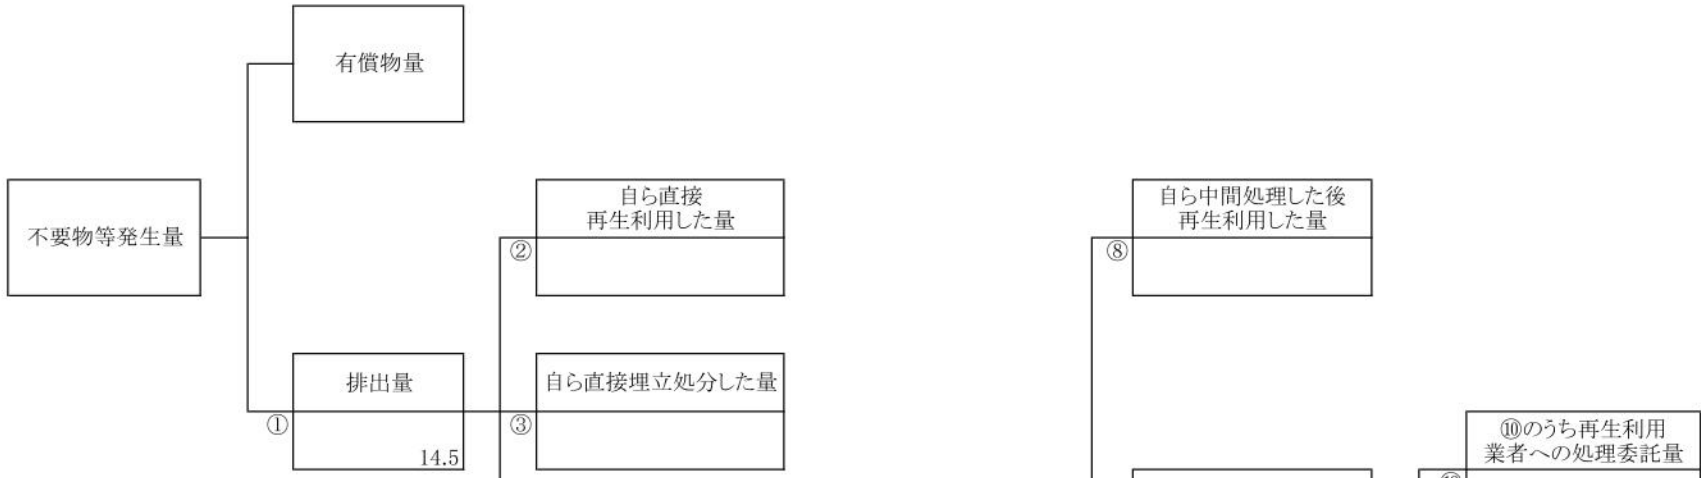 有償物量
不要物等発生量
自ら直接
再生利用した量
②
自ら中間処理した後
再生利用した量
⑧
排出量
①
14.5
自ら直接埋立処分した量
③
⑩のうち再生利用
業者への処理委託量